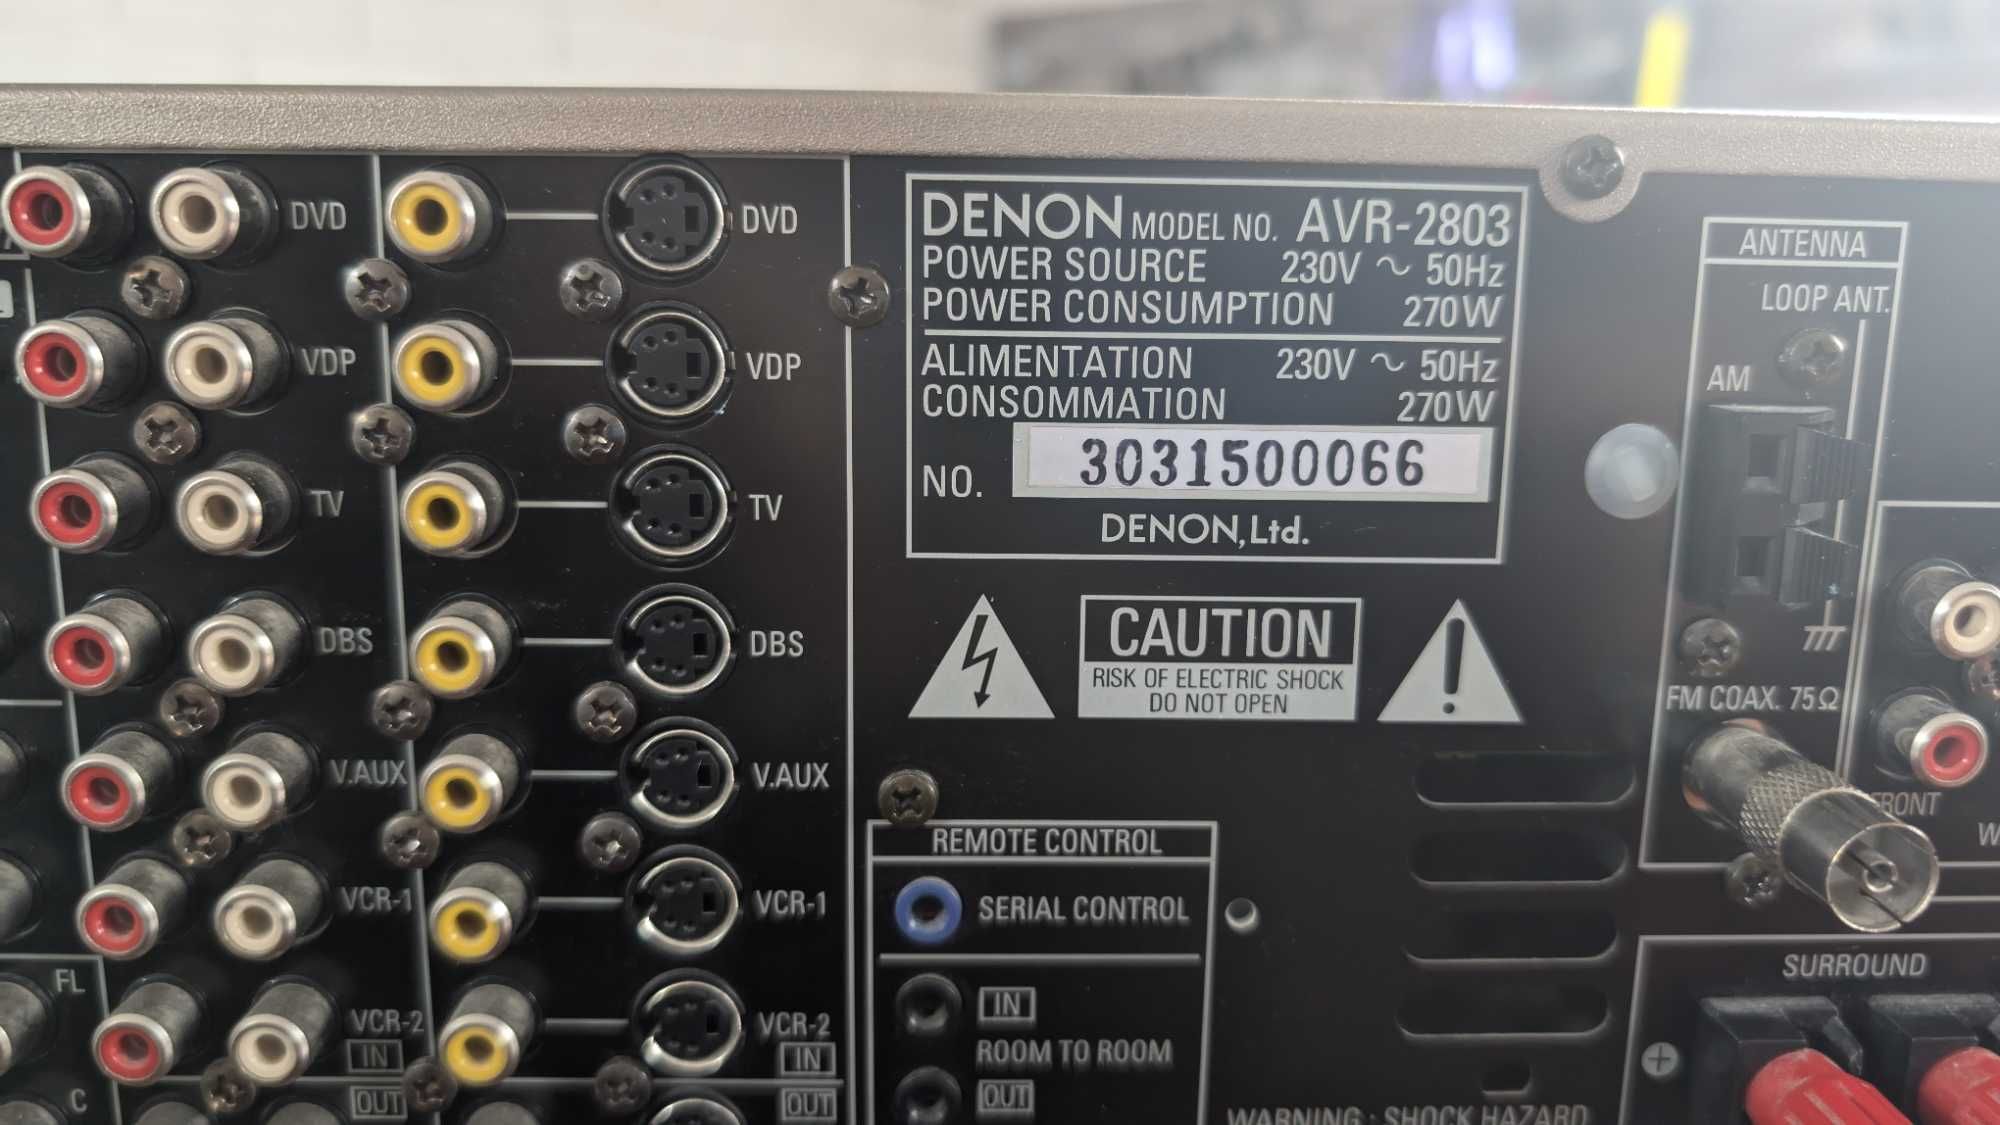 DVD
DVD
VDP
VDP
TV
TV
DBS
DBS
V.AUX
V.AUX
VCR-1
VCR-1
FL
VCR-2
IN
VCR-2
IN
C
OUT
OUT
DENON MODEL NO. AVR-2803
POWER SOURCE 230V ~ 50Hz
POWER CONSUMPTION 270W
ALIMENTATION 230V ~ 50Hz
CONSOMMATION 270W
NO. 3031500066
DENON, Ltd.
CAUTION
RISK OF ELECTRIC SHOCK
DO NOT OPEN
REMOTE CONTROL
SERIAL CONTROL
IN
ROOM TO ROOM
OUT
WARNING : SHOCK HAZARD
ANTENNA
LOOP ANT.
AM
FM COAX. 75Ω
FRONT
SURROUND
+